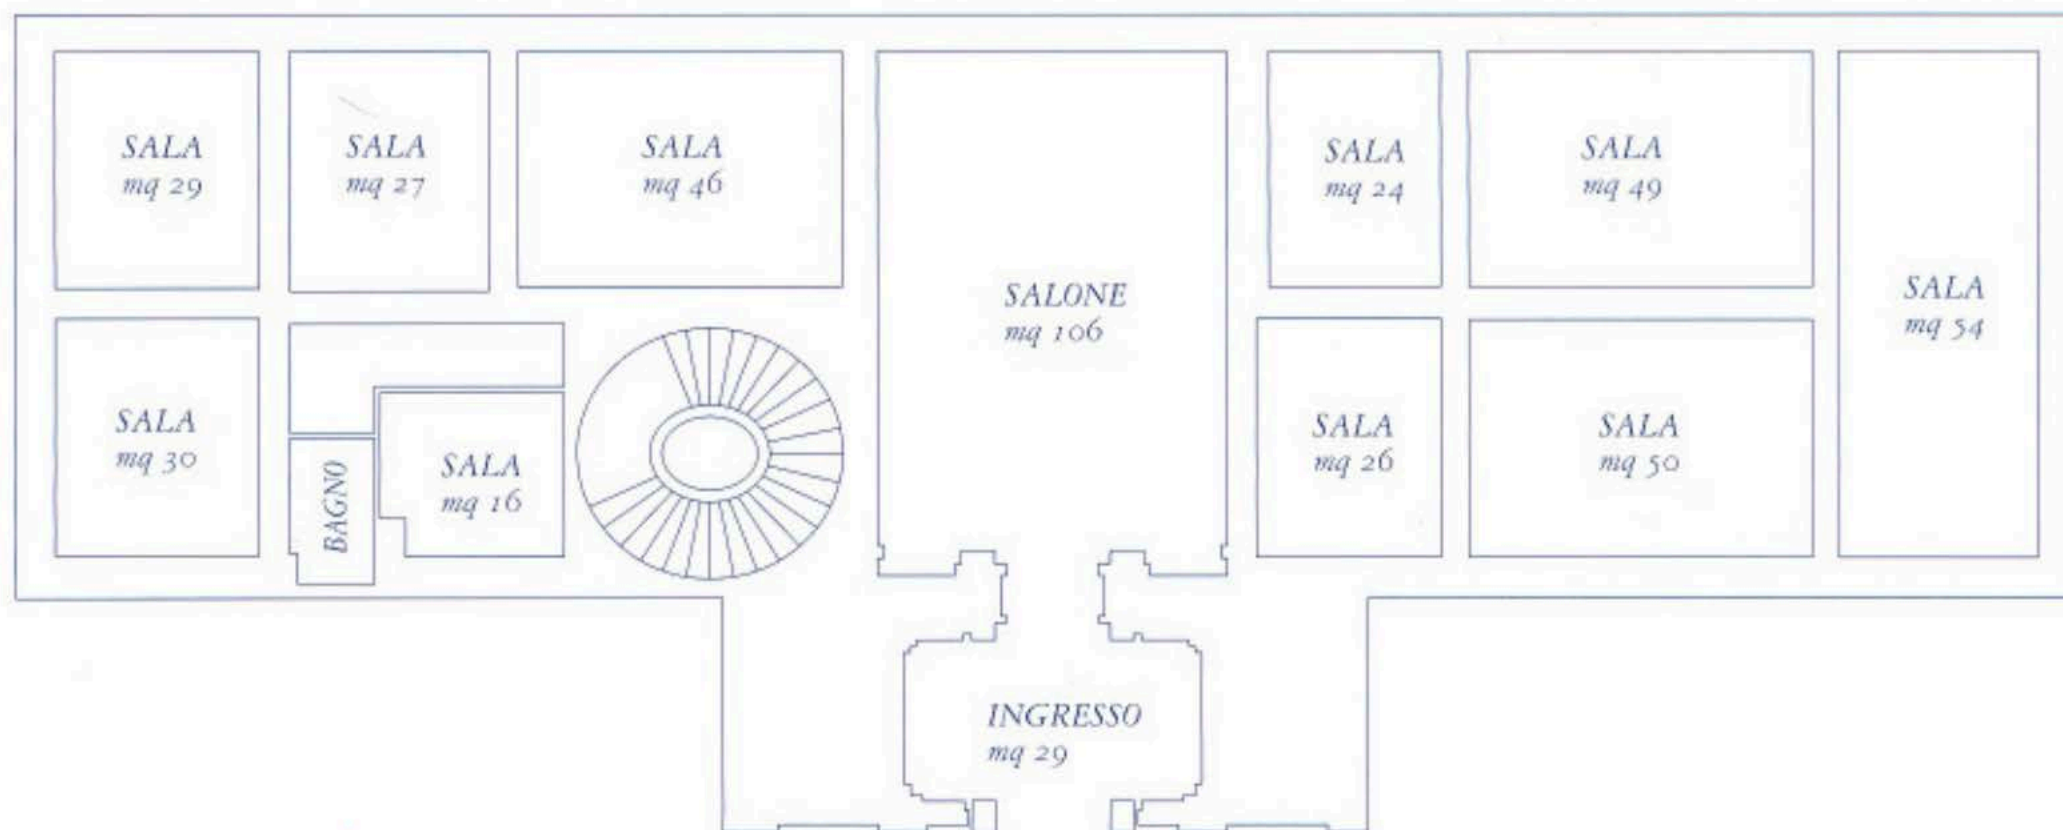 SALA
mq 29
SALA
mq 27
SALA
mq 46
SALONE
mq 106
SALA
mq 24
SALA
mq 49
SALA
mq 54
SALA
mq 30
BAGNO
SALA
mq 16
SALA
mq 26
SALA
mq 50
INGRESSO
mq 29